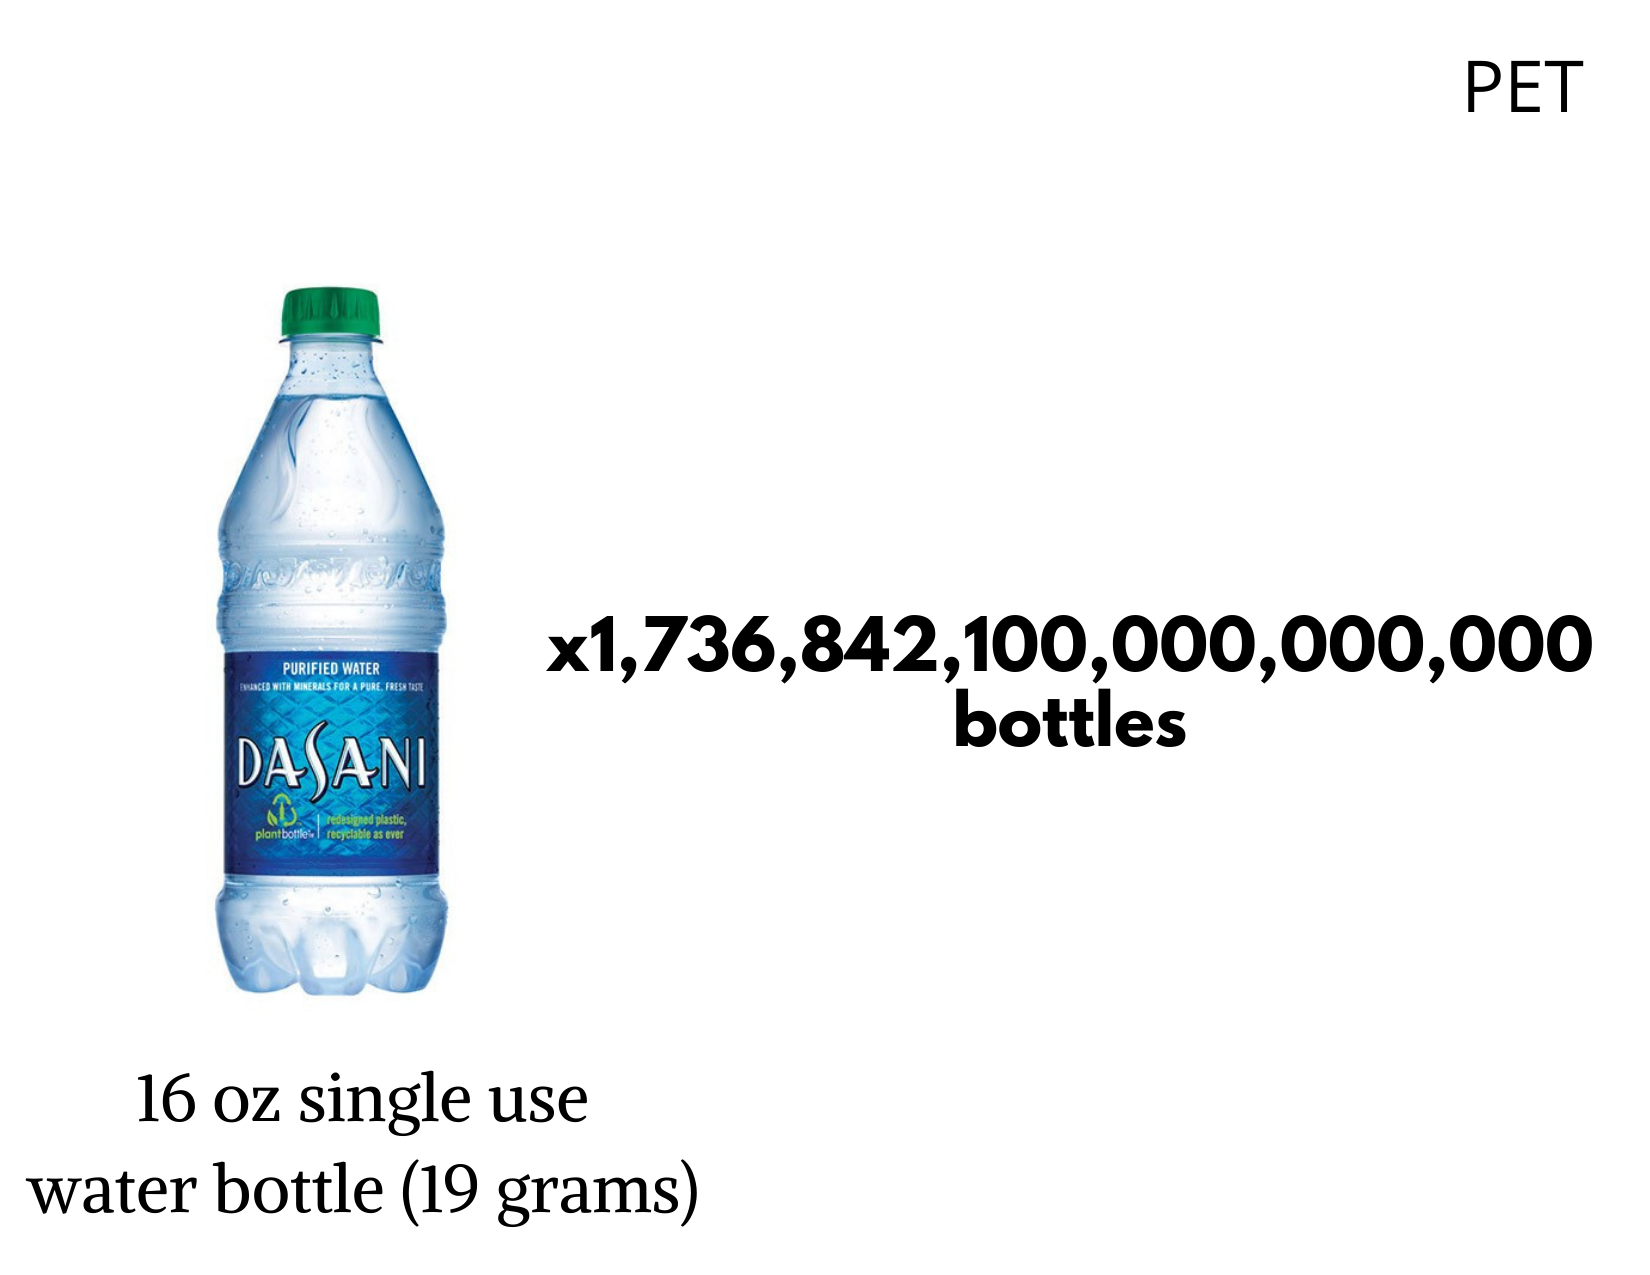 PET
PURIFIED WATER
ENHANCED WITH MINERALS FOR A PURE, FRESH TASTE
DASANI
plantbottle™ | redesigned plastic,
recyclable as ever
x1,736,842,100,000,000,000
bottles
16 oz single use
water bottle (19 grams)